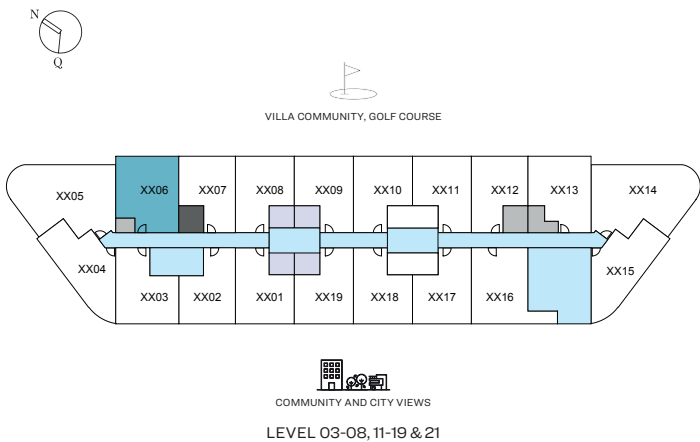 N
Q
VILLA COMMUNITY, GOLF COURSE
XX05 XX06 XX07 XX08 XX09 XX10 XX11 XX12 XX13 XX14
XX04 XX03 XX02 XX01 XX19 XX18 XX17 XX16 XX15
COMMUNITY AND CITY VIEWS
LEVEL 03-08, 11-19 & 21